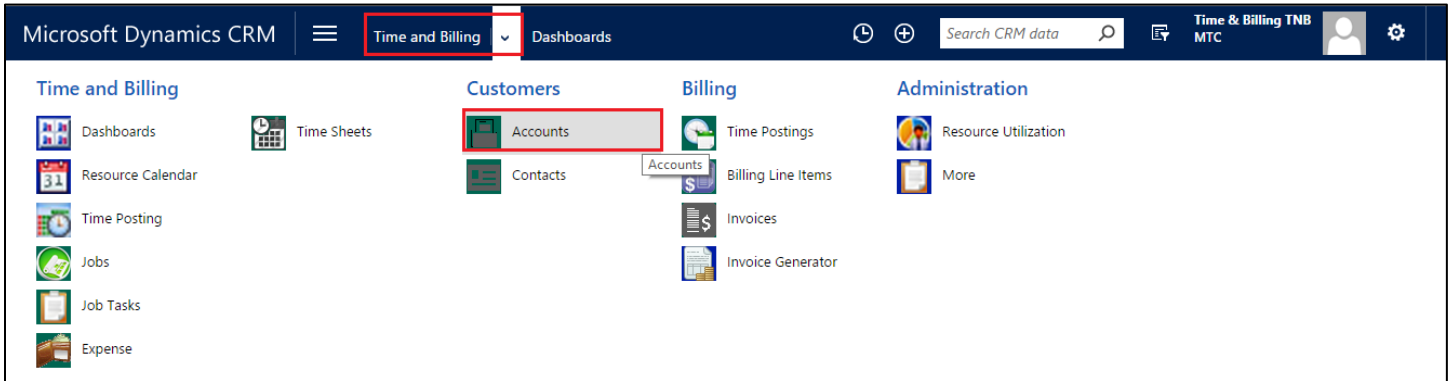 Microsoft Dynamics CRM
Time and Billing
Dashboards
Search CRM data
Time & Billing TNB
MTC
Time and Billing
Dashboards
Resource Calendar
31
Time Posting
Jobs
Job Tasks
Expense
Time Sheets
Customers
Accounts
Accounts
Contacts
Billing
Time Postings
Billing Line Items
$
Invoices
$
Invoice Generator
Administration
Resource Utilization
More